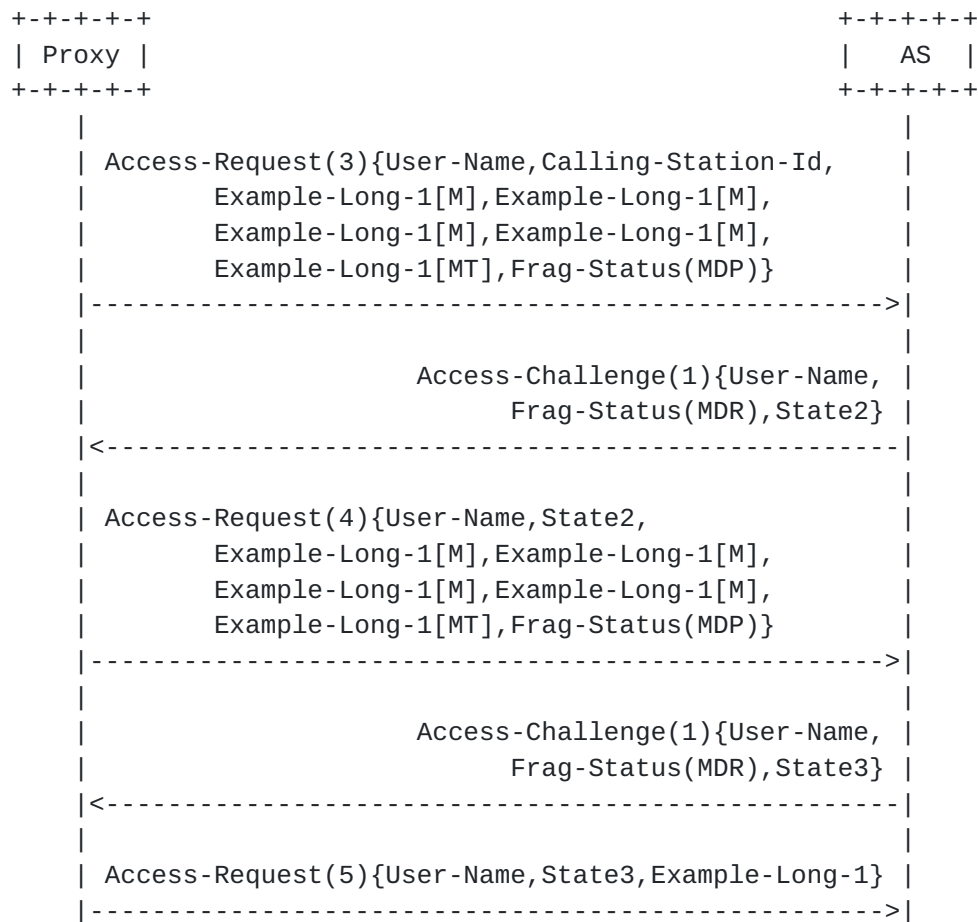 +-+-+-+-+                                            +-+-+-+-+
| Proxy |                                            |   AS  |
+-+-+-+-+                                            +-+-+-+-+
    |                                                    |
    | Access-Request(3){User-Name,Calling-Station-Id,    |
    |        Example-Long-1[M],Example-Long-1[M],        |
    |        Example-Long-1[M],Example-Long-1[M],        |
    |        Example-Long-1[MT],Frag-Status(MDP)}        |
    |--------------------------------------------------->|
    |                                                    |
    |                     Access-Challenge(1){User-Name, |
    |                           Frag-Status(MDR),State2} |
    |<---------------------------------------------------|
    |                                                    |
    | Access-Request(4){User-Name,State2,                |
    |        Example-Long-1[M],Example-Long-1[M],        |
    |        Example-Long-1[M],Example-Long-1[M],        |
    |        Example-Long-1[MT],Frag-Status(MDP)}        |
    |--------------------------------------------------->|
    |                                                    |
    |                     Access-Challenge(1){User-Name, |
    |                           Frag-Status(MDR),State3} |
    |<---------------------------------------------------|
    |                                                    |
    | Access-Request(5){User-Name,State3,Example-Long-1} |
    |--------------------------------------------------->|